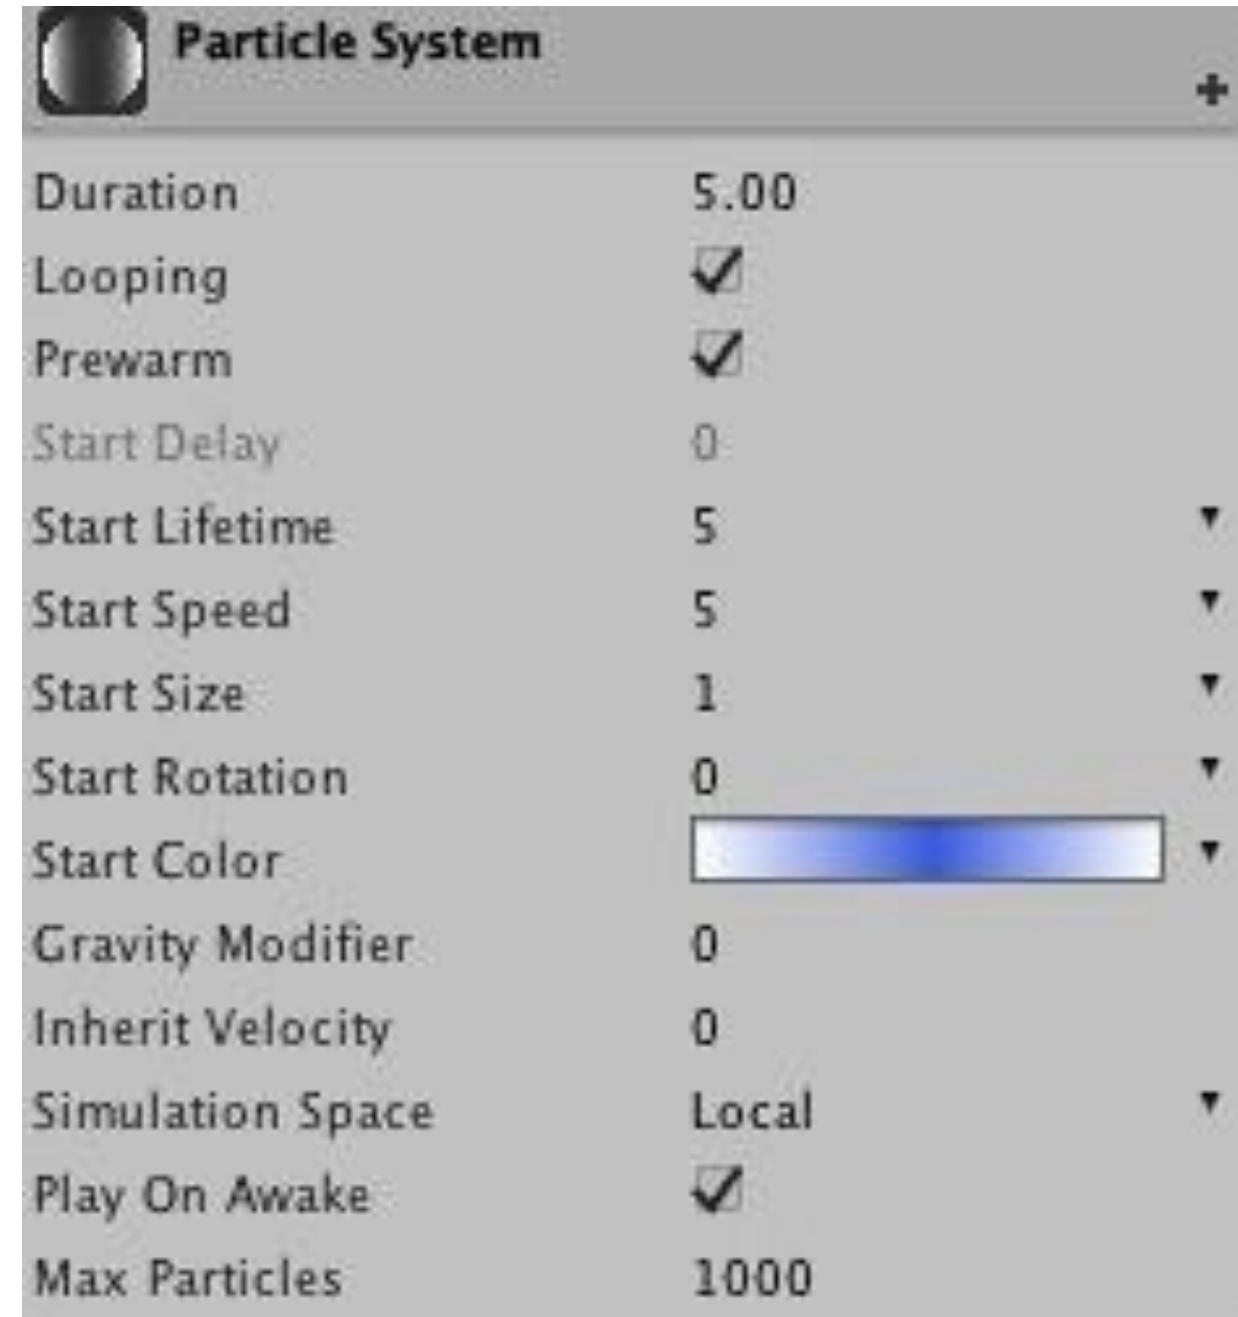 Particle System
Duration 5.00
Looping
Prewarm
Start Delay 0
Start Lifetime 5
Start Speed 5
Start Size 1
Start Rotation 0
Start Color
Gravity Modifier 0
Inherit Velocity 0
Simulation Space Local
Play On Awake
Max Particles 1000